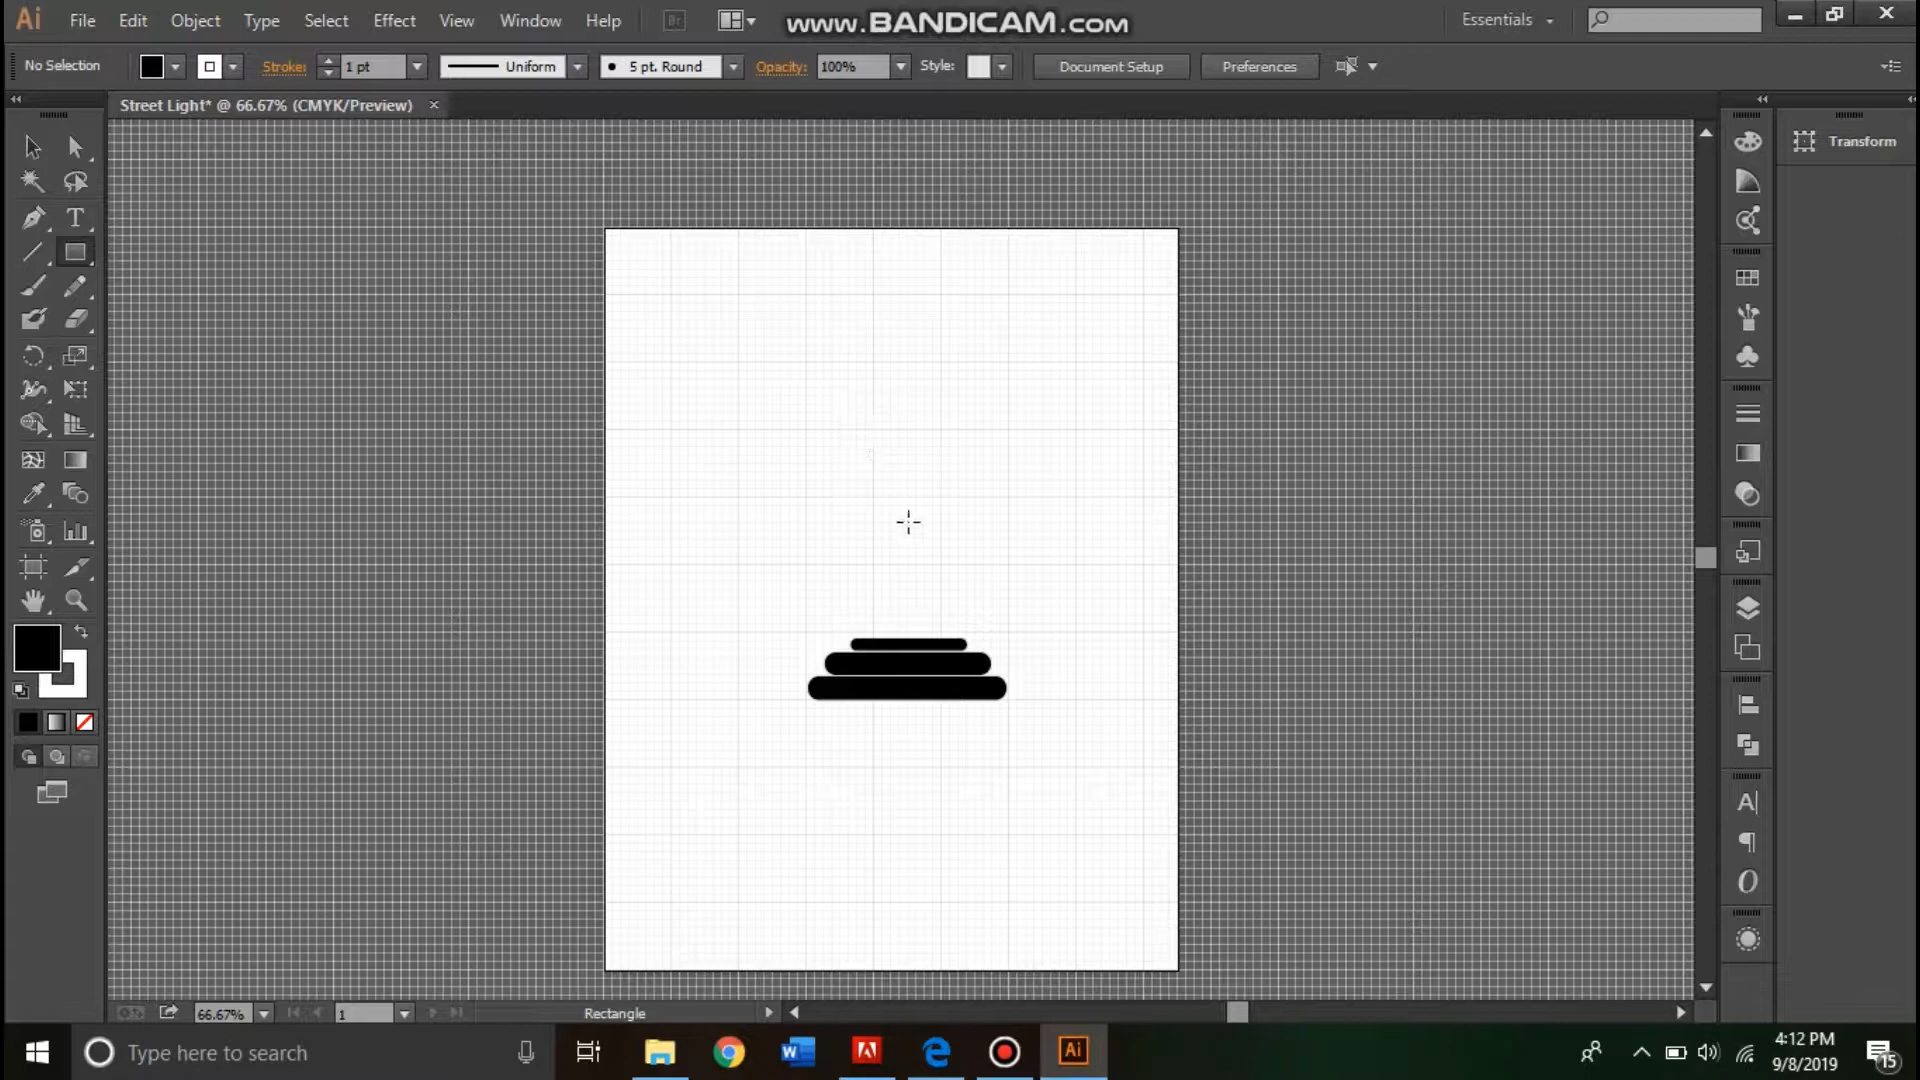 Ai File Edit Object Type Select Effect View Window Help Br www.BANDICAM.com Essentials
No Selection Stroke: 1 pt Uniform 5 pt. Round Opacity: 100% Style: Document Setup Preferences
Street Light* @ 66.67% (CMYK/Preview) ×
Transform
66.67% 1 Rectangle
Type here to search
4:12 PM
9/8/2019
15